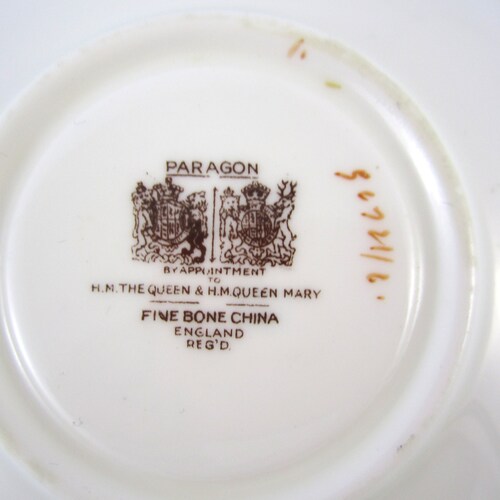 PARAGON
BY APPOINTMENT
TO
H.M. THE QUEEN & H.M. QUEEN MARY
FINE BONE CHINA
ENGLAND
REG'D.